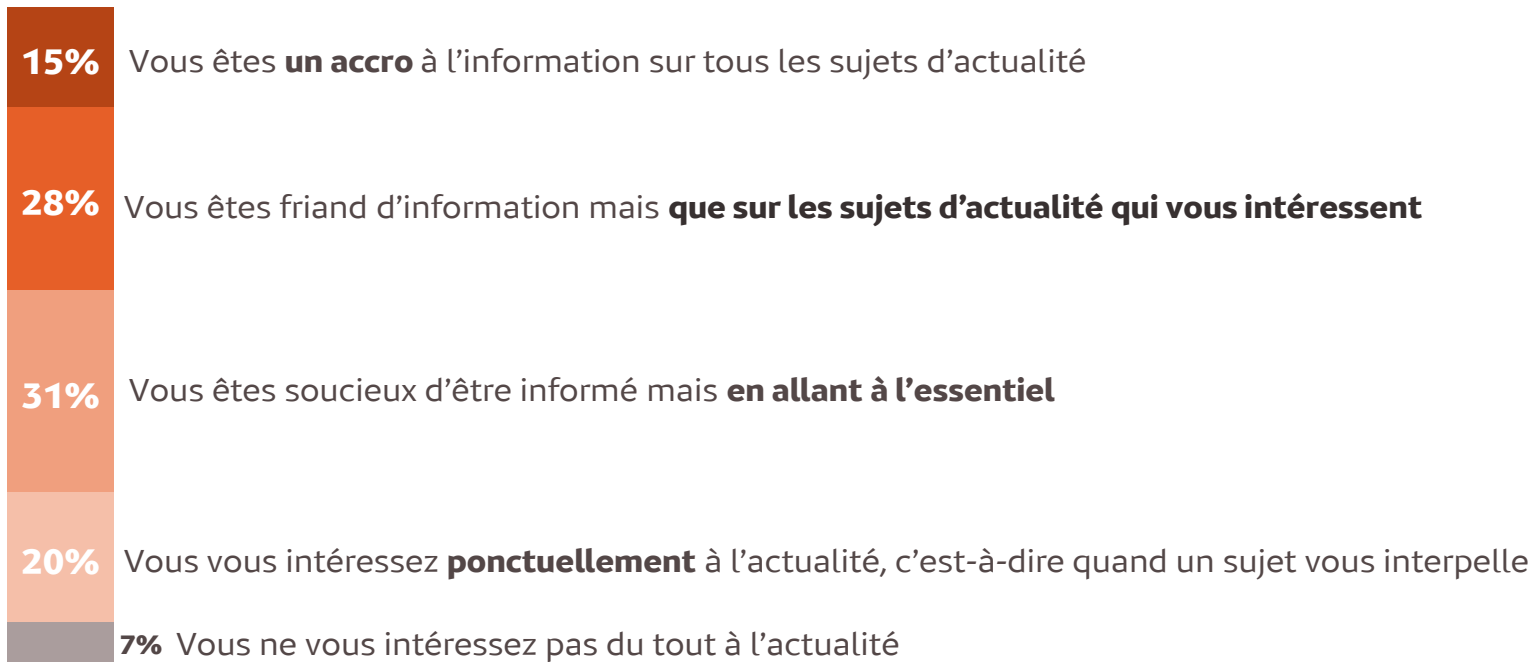 15% Vous êtes un accro à l’information sur tous les sujets d’actualité
28% Vous êtes friand d’information mais que sur les sujets d’actualité qui vous intéressent
31% Vous êtes soucieux d’être informé mais en allant à l’essentiel
20% Vous vous intéressez ponctuellement à l’actualité, c’est-à-dire quand un sujet vous interpelle
7% Vous ne vous intéressez pas du tout à l’actualité